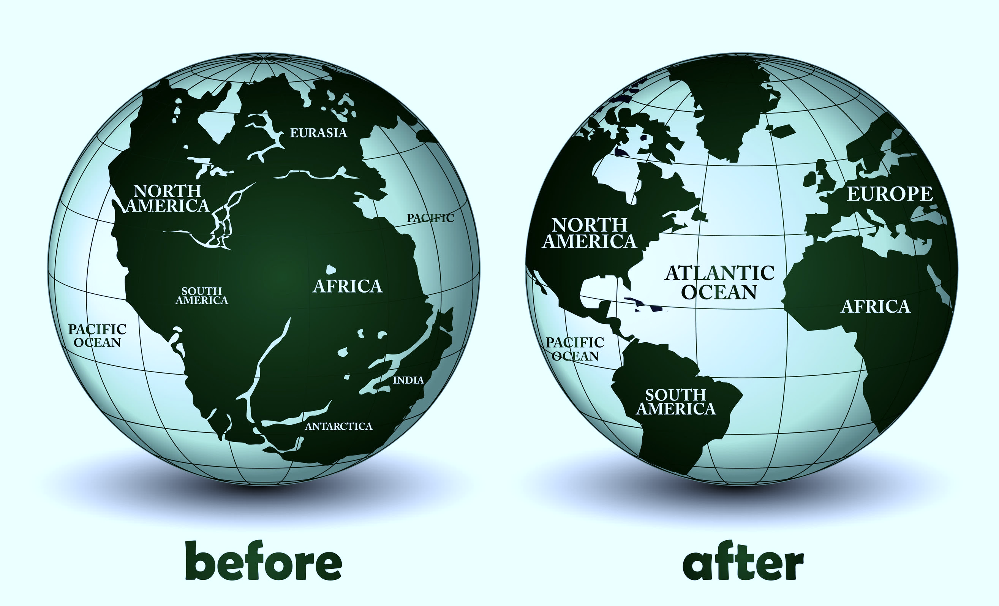 EURASIA
NORTH
AMERICA
PACIFIC
SOUTH
AMERICA
AFRICA
PACIFIC
OCEAN
INDIA
ANTARCTICA
before
EUROPE
NORTH
AMERICA
ATLANTIC
OCEAN
AFRICA
PACIFIC
OCEAN
SOUTH
AMERICA
after